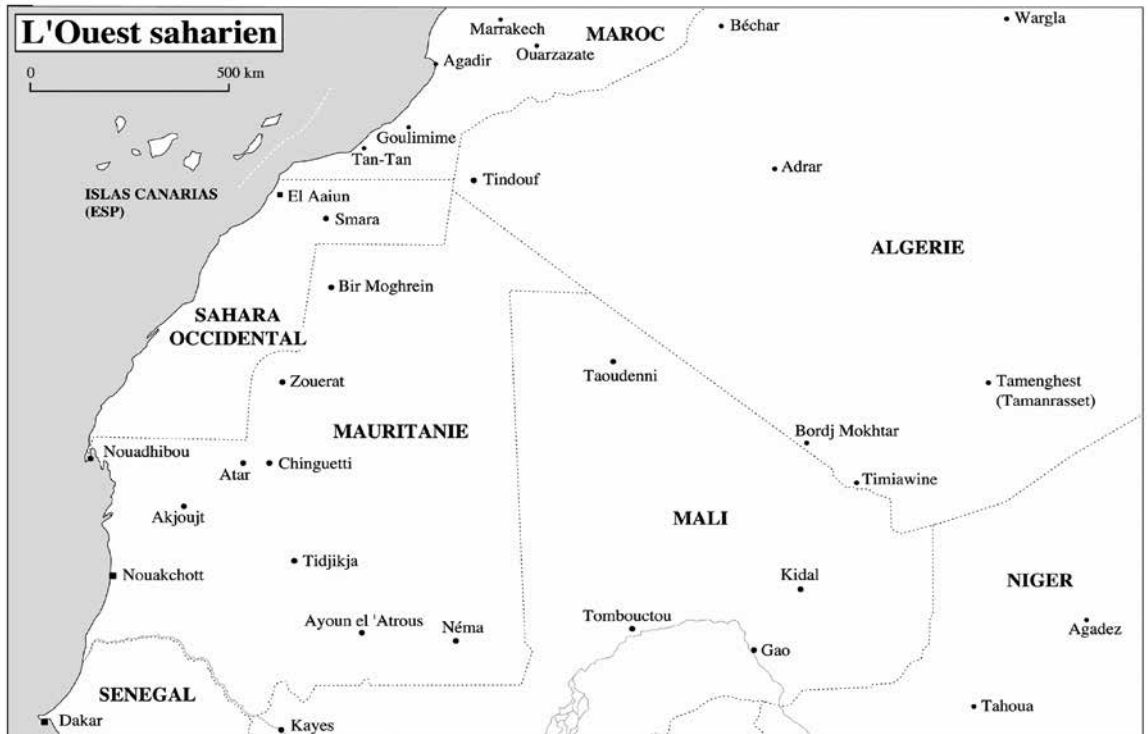 L'Ouest saharien
0 500 km
Marrakech
MAROC
Ouarzazate
Agadir
Béchar
Wargla
Goulimime
Tan-Tan
Tindouf
Adrar
ISLAS CANARIAS
(ESP)
El Aaiun
Smara
ALGERIE
Bir Moghrein
SAHARA
OCCIDENTAL
Zouerat
Taoudenni
Tamenghest
(Tamanrasset)
MAURITANIE
Bordj Mokhtar
Nouadhibou
Atar
Chinguetti
Timiawine
Akjoujt
MALI
Tidjikja
Nouakchott
Kidal
NIGER
Ayoun el 'Atrous
Néma
Tombouctou
Agadez
Gao
SENEGAL
Dakar
Kayes
Tahoua